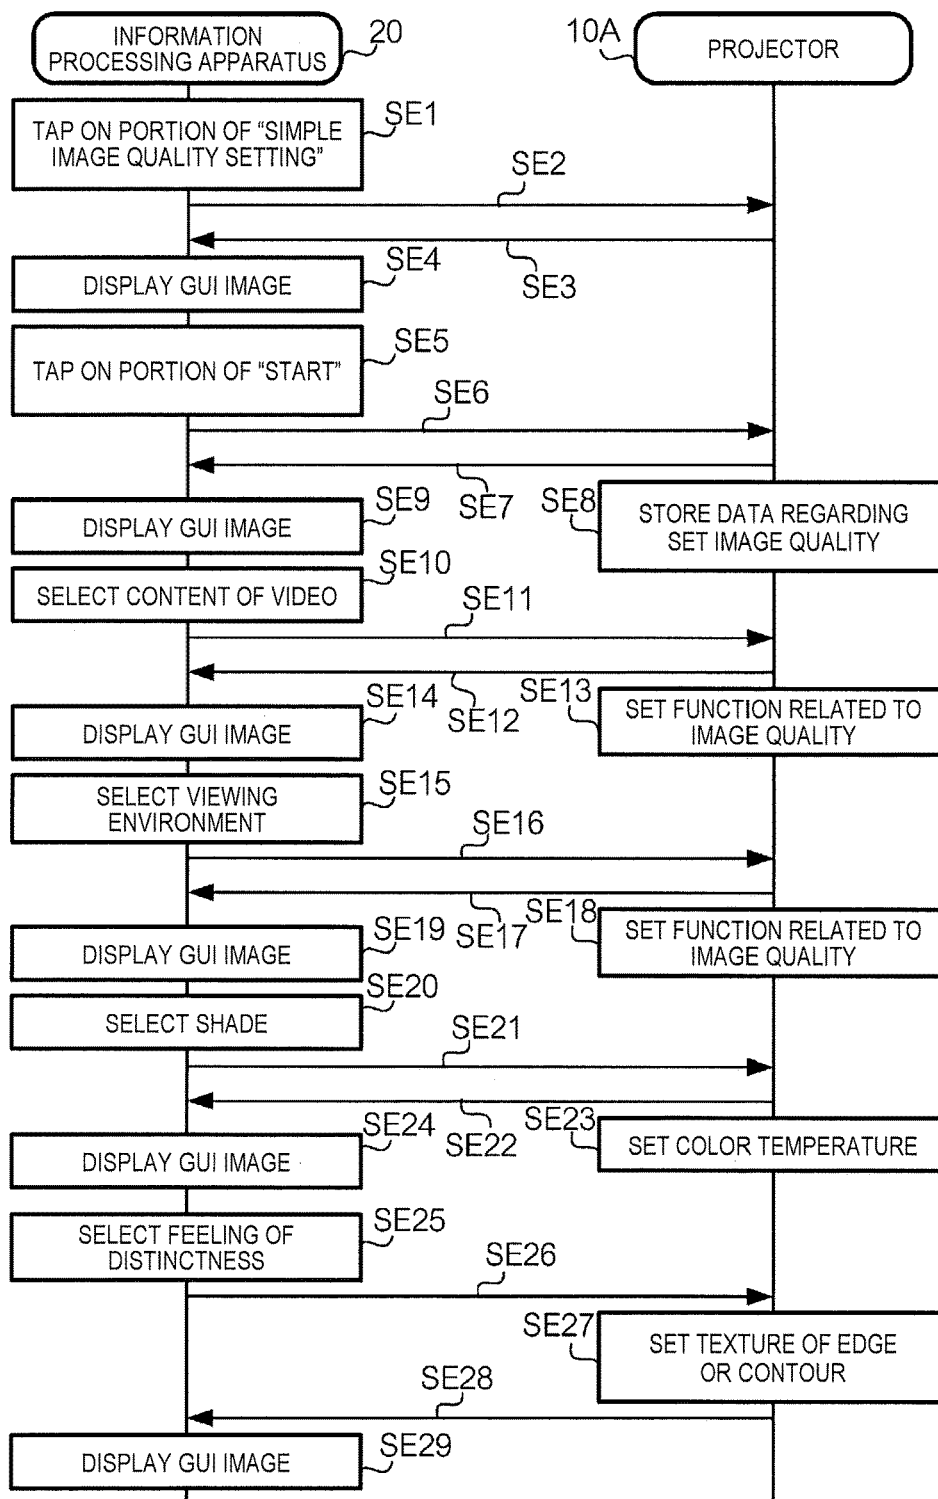 INFORMATION
PROCESSING APPARATUS
20
10A
PROJECTOR
TAP ON PORTION OF “SIMPLE
IMAGE QUALITY SETTING”
SE1
SE2
SE3
DISPLAY GUI IMAGE
SE4
TAP ON PORTION OF “START”
SE5
SE6
SE7
SE8
STORE DATA REGARDING
SET IMAGE QUALITY
DISPLAY GUI IMAGE
SE9
SELECT CONTENT OF VIDEO
SE10
SE11
SE12
SE13
SET FUNCTION RELATED TO
IMAGE QUALITY
DISPLAY GUI IMAGE
SE14
SELECT VIEWING
ENVIRONMENT
SE15
SE16
SE17
SE18
SET FUNCTION RELATED TO
IMAGE QUALITY
DISPLAY GUI IMAGE
SE19
SELECT SHADE
SE20
SE21
SE22
SE23
SET COLOR TEMPERATURE
DISPLAY GUI IMAGE
SE24
SELECT FEELING OF
DISTINCTNESS
SE25
SE26
SE27
SET TEXTURE OF EDGE
OR CONTOUR
SE28
DISPLAY GUI IMAGE
SE29